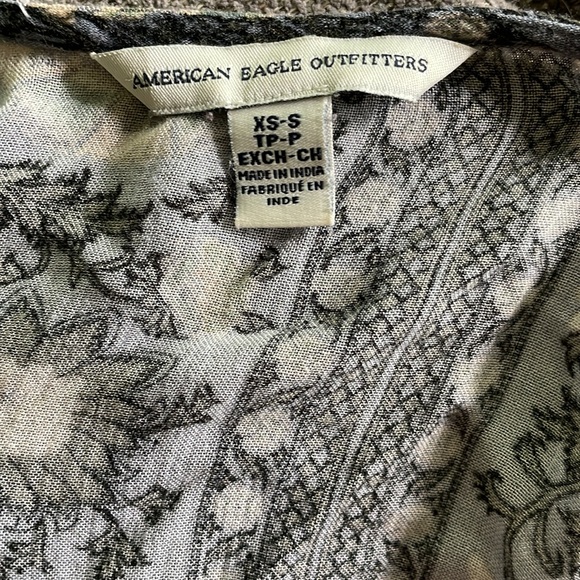 AMERICAN EAGLE OUTFITTERS
XS-S
TP-P
EXCH-CH
MADE IN INDIA
FABRIQUÉ EN
INDE